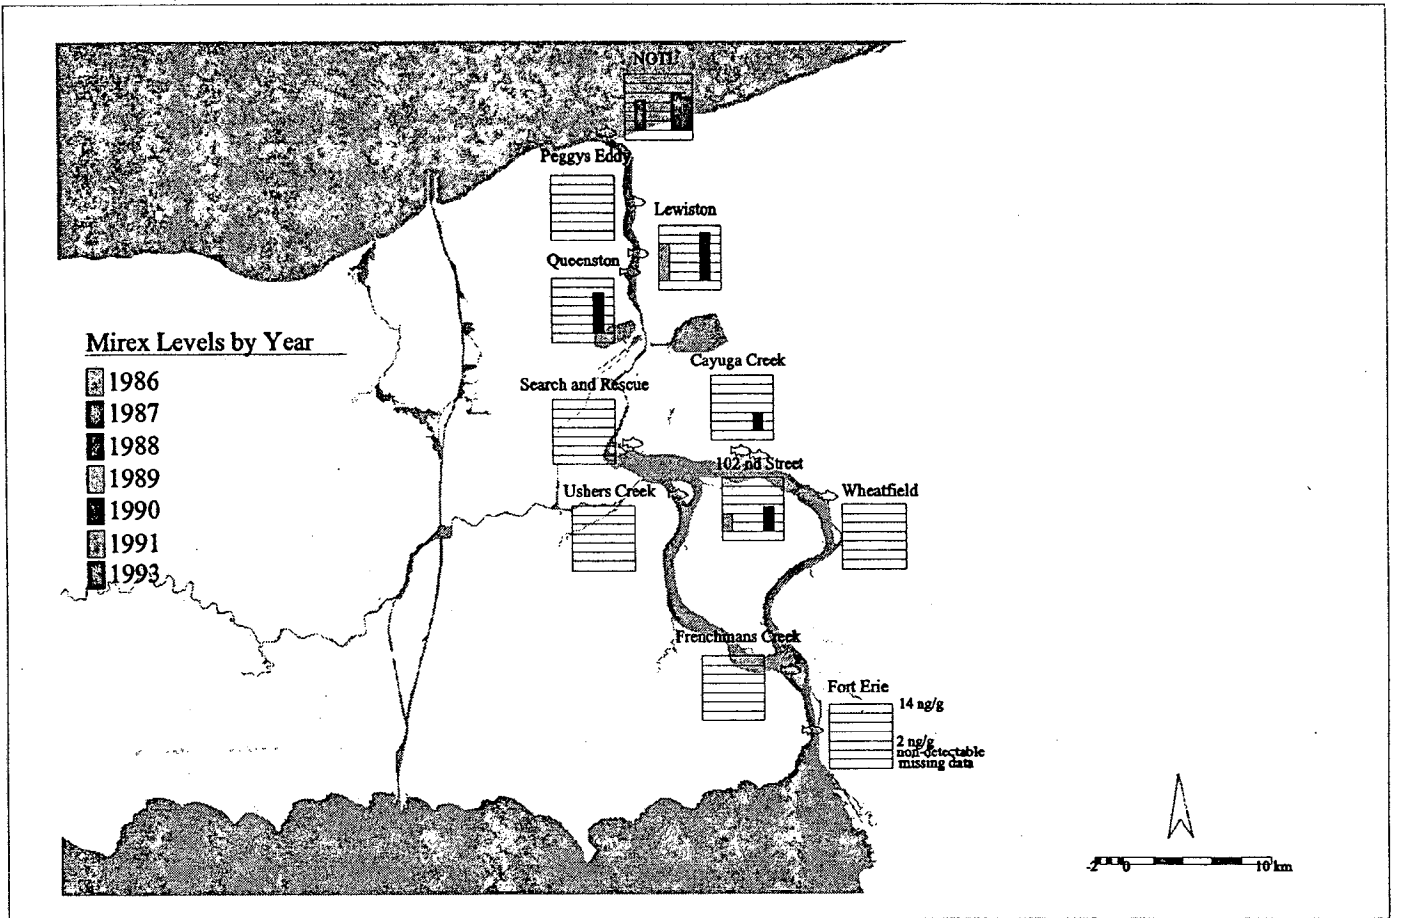 NOTL
Peggys Eddy
Lewiston
Queenston
Mirex Levels by Year
1986
1987
1988
1989
1990
1991
1993
Cayuga Creek
Search and Rescue
102 nd Street
Ushers Creek
Wheatfield
Frenchmans Creek
Fort Erie
14 ng/g
2 ng/g
non-detectable
missing data
-2 0 10 km